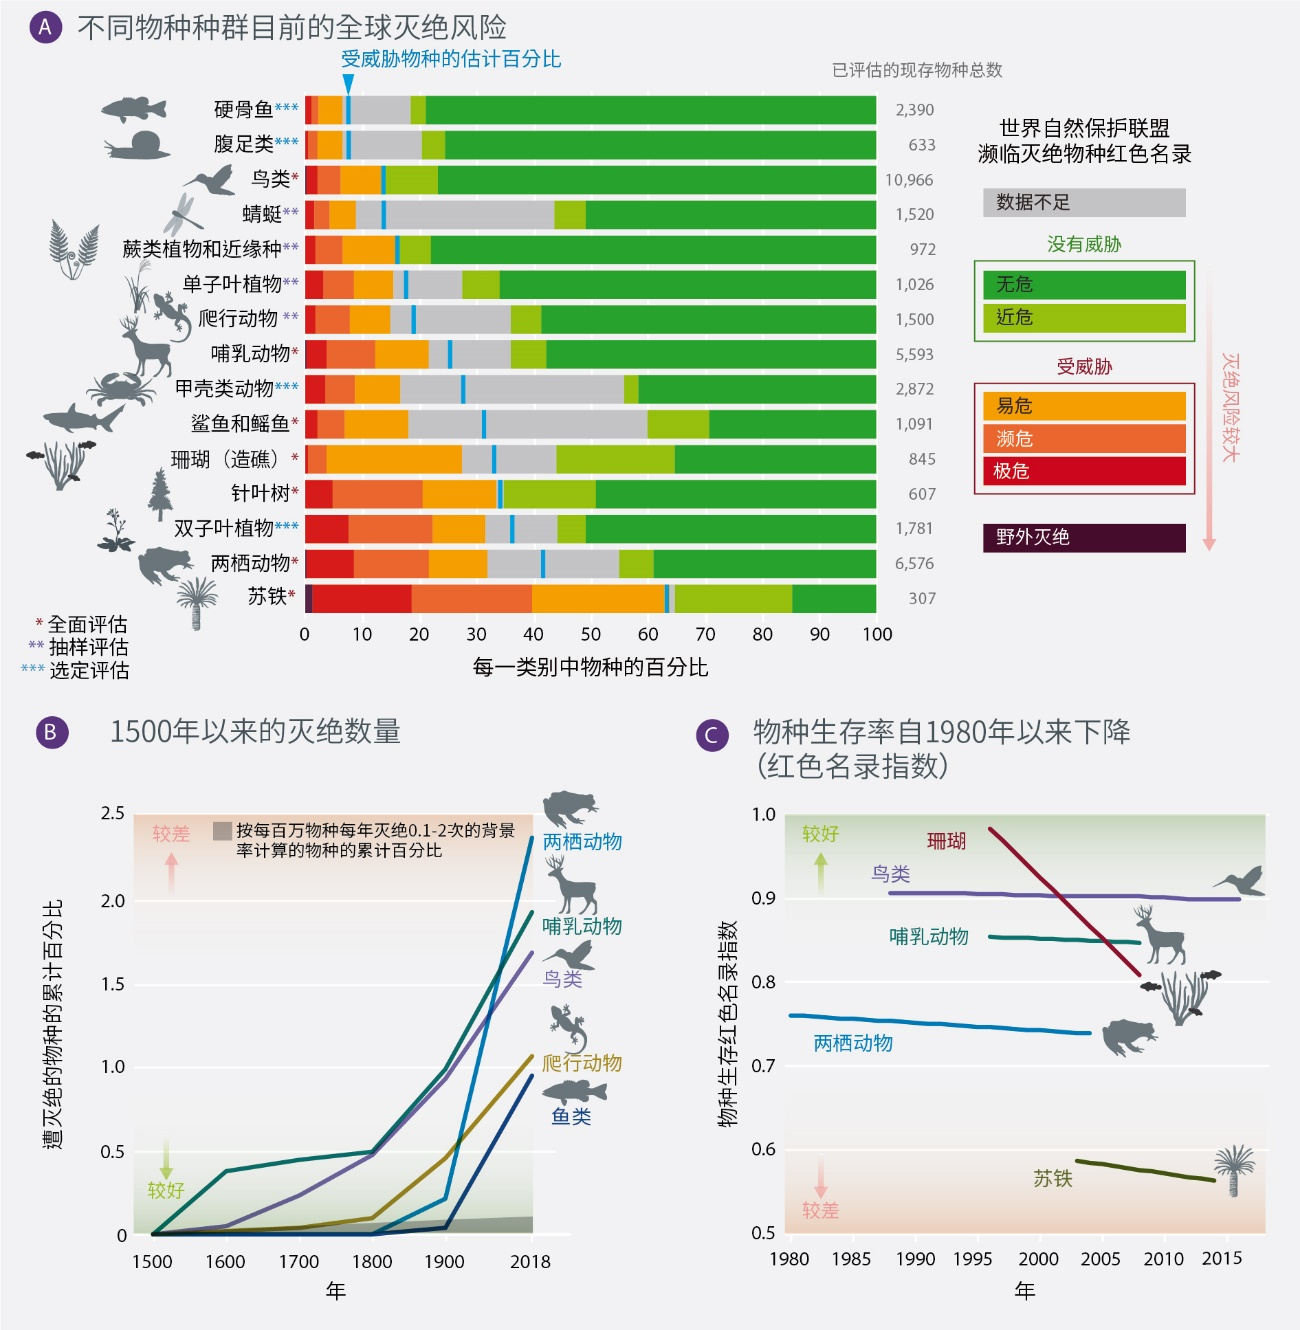 A 不同物种种群目前的全球灭绝风险
受威胁物种的估计百分比
已评估的现存物种总数
硬骨鱼*** 2,390
腹足类*** 633
鸟类* 10,966
蜻蜓** 1,520
蕨类植物和近缘种** 972
单子叶植物** 1,026
爬行动物 ** 1,500
哺乳动物* 5,593
甲壳类动物*** 2,872
鲨鱼和鳐鱼* 1,091
珊瑚（造礁）* 845
针叶树* 607
双子叶植物*** 1,781
两栖动物* 6,576
苏铁* 307
0 10 20 30 40 50 60 70 80 90 100
每一类别中物种的百分比
* 全面评估
** 抽样评估
*** 选定评估
世界自然保护联盟
濒临灭绝物种红色名录
数据不足
没有威胁
无危
近危
受威胁
易危
濒危
极危
野外灭绝
灭绝风险较大
B 1500年以来的灭绝数量
遭灭绝的物种的累计百分比
2.5
2.0
1.5
1.0
0.5
0
较差
按每百万物种每年灭绝0.1-2次的背景
率计算的物种的累计百分比
两栖动物
哺乳动物
鸟类
爬行动物
鱼类
较好
1500 1600 1700 1800 1900 2018
年
C 物种生存率自1980年以来下降
（红色名录指数）
物种生存红色名录指数
1.0
0.9
0.8
0.7
0.6
0.5
较好
珊瑚
鸟类
哺乳动物
两栖动物
苏铁
较差
1980 1985 1990 1995 2000 2005 2010 2015
年